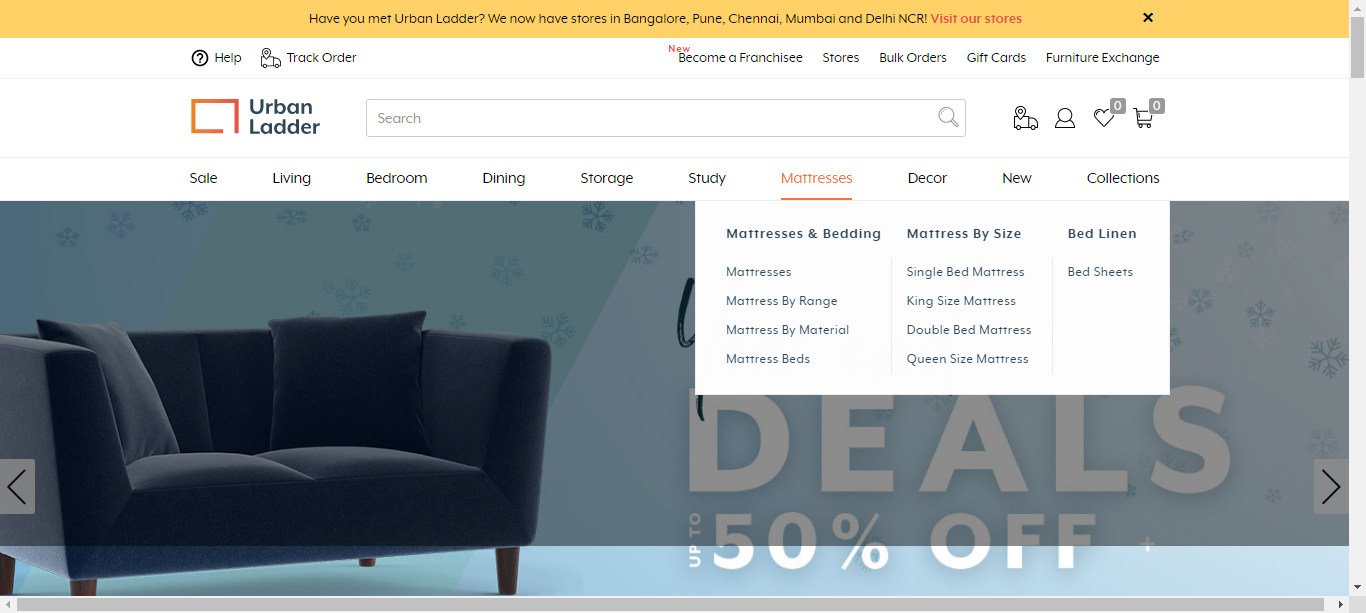 Have you met Urban Ladder? We now have stores in Bangalore, Pune, Chennai, Mumbai and Delhi NCR! Visit our stores
Help Track Order
New
Become a Franchisee Stores Bulk Orders Gift Cards Furniture Exchange
Urban
Ladder
Search
0 0
Sale Living Bedroom Dining Storage Study Mattresses Decor New Collections
Mattresses & Bedding
Mattresses
Mattress By Range
Mattress By Material
Mattress Beds
Mattress By Size
Single Bed Mattress
King Size Mattress
Double Bed Mattress
Queen Size Mattress
Bed Linen
Bed Sheets
DEALS
UP TO
50% OFF